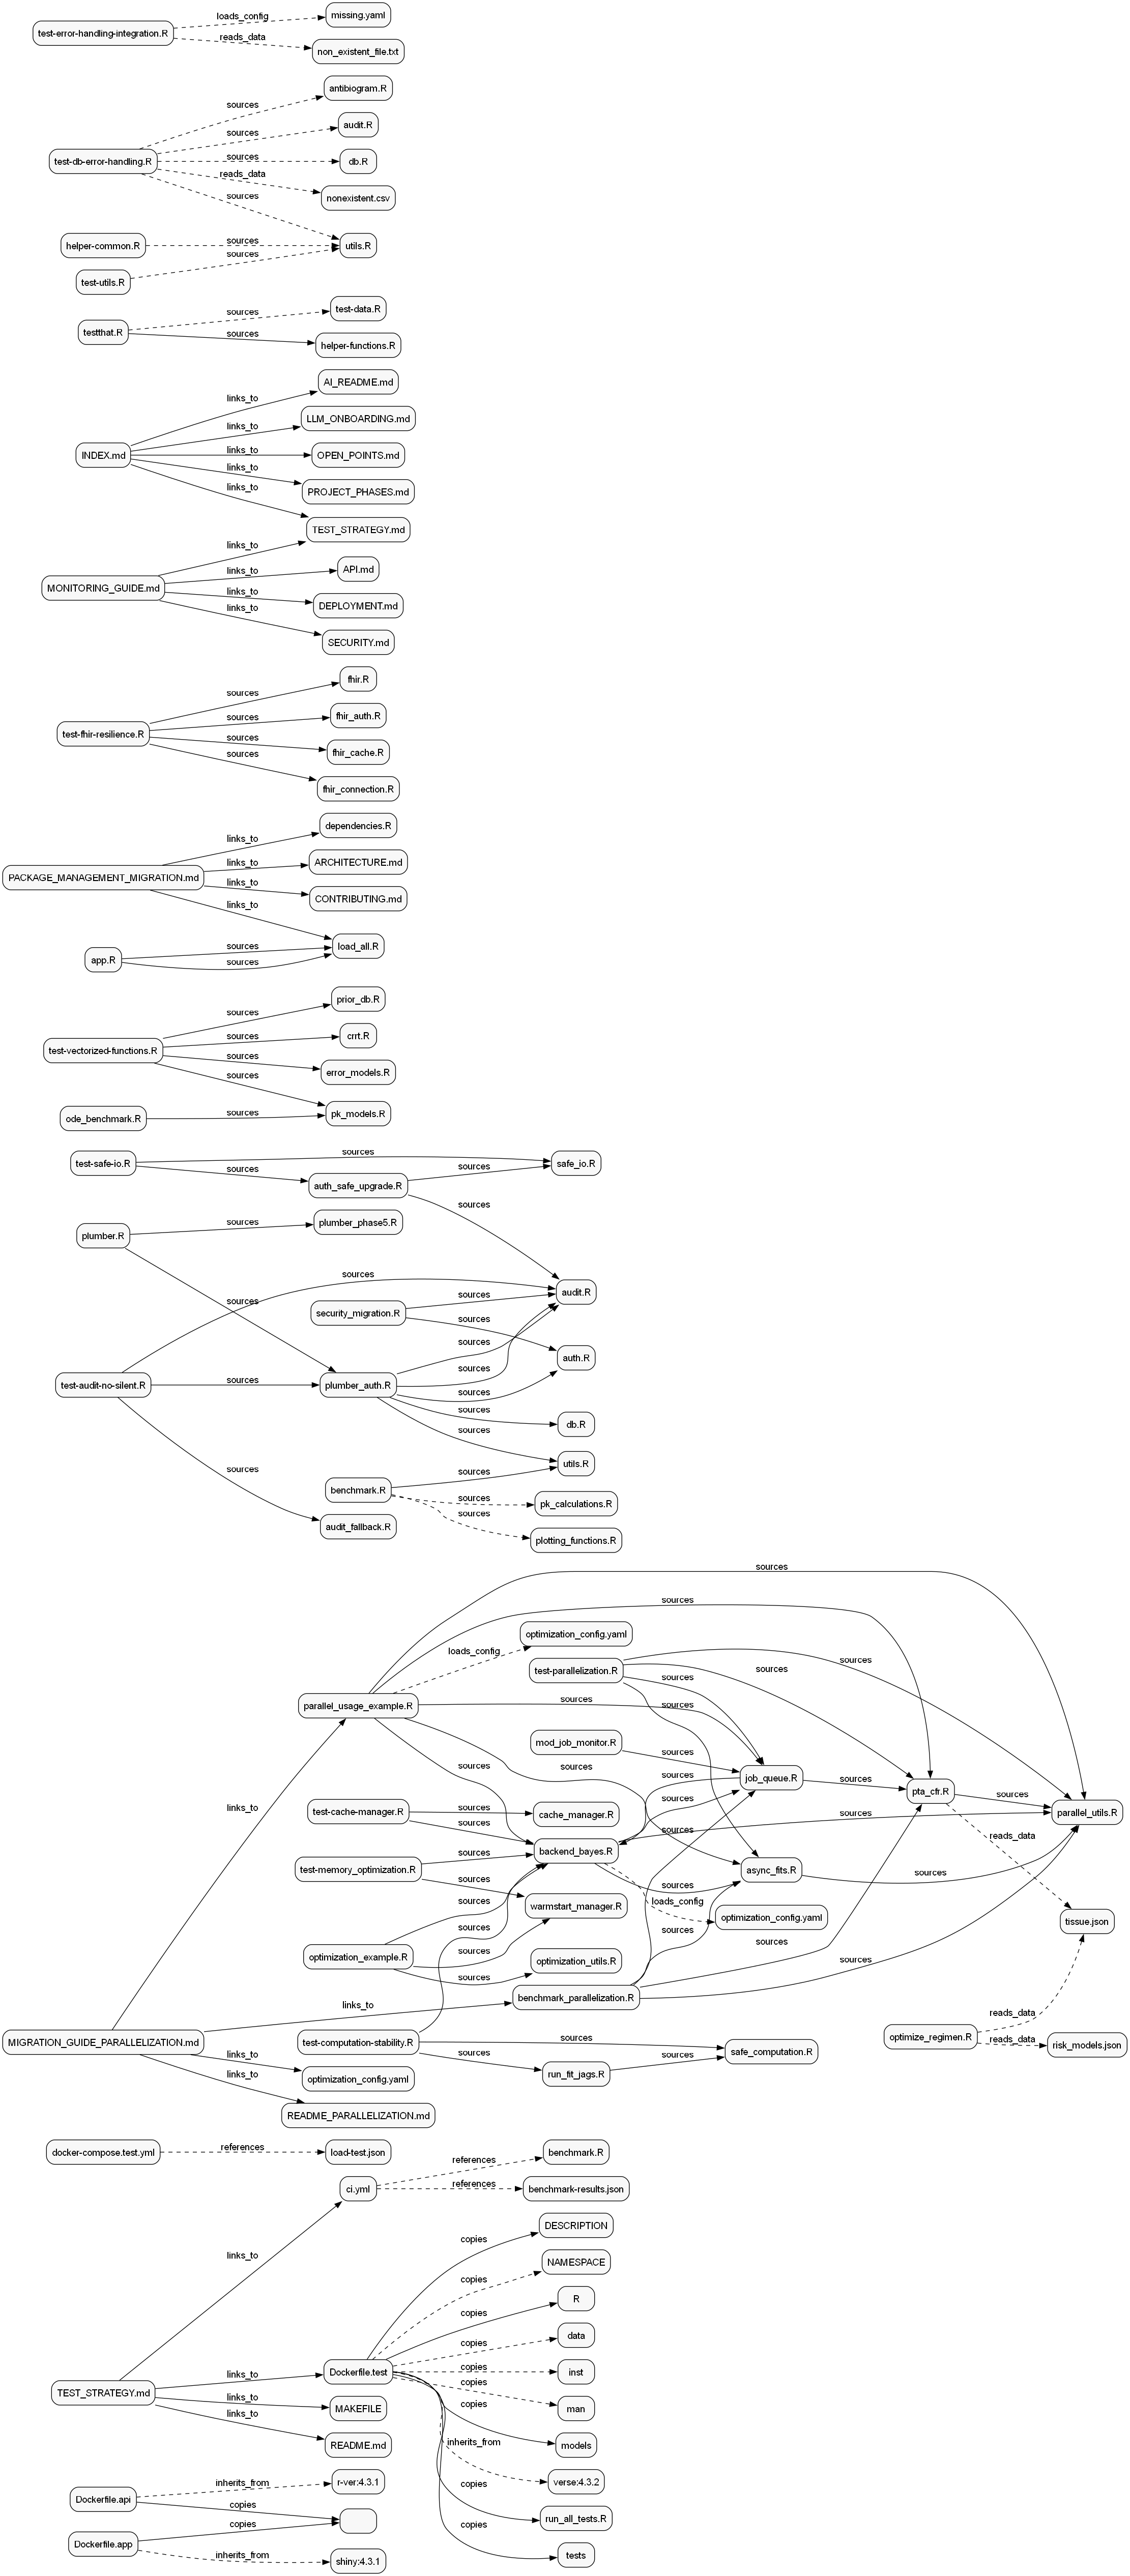 test-error-handling-integration.R
loads_config
missing.yaml
reads_data
non_existent_file.txt
test-db-error-handling.R
sources
antibiogram.R
sources
audit.R
sources
db.R
reads_data
nonexistent.csv
sources
utils.R
helper-common.R
sources
test-utils.R
sources
testthat.R
sources
test-data.R
sources
helper-functions.R
INDEX.md
links_to
AI_README.md
links_to
LLM_ONBOARDING.md
links_to
OPEN_POINTS.md
links_to
PROJECT_PHASES.md
links_to
TEST_STRATEGY.md
MONITORING_GUIDE.md
links_to
links_to
API.md
links_to
DEPLOYMENT.md
links_to
SECURITY.md
test-fhir-resilience.R
sources
fhir.R
sources
fhir_auth.R
sources
fhir_cache.R
sources
fhir_connection.R
PACKAGE_MANAGEMENT_MIGRATION.md
links_to
dependencies.R
links_to
ARCHITECTURE.md
links_to
CONTRIBUTING.md
links_to
load_all.R
app.R
sources
sources
test-vectorized-functions.R
sources
prior_db.R
sources
crrt.R
sources
error_models.R
sources
pk_models.R
ode_benchmark.R
sources
test-safe-io.R
sources
safe_io.R
sources
auth_safe_upgrade.R
sources
sources
plumber.R
sources
plumber_phase5.R
sources
test-audit-no-silent.R
sources
audit.R
security_migration.R
sources
sources
auth.R
sources
plumber_auth.R
sources
sources
sources
sources
db.R
sources
utils.R
sources
audit_fallback.R
benchmark.R
sources
sources
pk_calculations.R
sources
plotting_functions.R
sources
sources
parallel_usage_example.R
loads_config
optimization_config.yaml
sources
sources
sources
test-parallelization.R
sources
sources
sources
sources
mod_job_monitor.R
sources
job_queue.R
sources
sources
pta_cfr.R
sources
parallel_utils.R
reads_data
test-cache-manager.R
sources
cache_manager.R
sources
backend_bayes.R
sources
sources
sources
loads_config
optimization_config.yaml
async_fits.R
sources
test-memory_optimization.R
sources
sources
warmstart_manager.R
optimization_example.R
sources
sources
sources
optimization_utils.R
benchmark_parallelization.R
sources
sources
sources
tissue.json
optimize_regimen.R
reads_data
reads_data
risk_models.json
MIGRATION_GUIDE_PARALLELIZATION.md
links_to
links_to
links_to
optimization_config.yaml
links_to
README_PARALLELIZATION.md
test-computation-stability.R
sources
sources
safe_computation.R
sources
run_fit_jags.R
sources
docker-compose.test.yml
references
load-test.json
ci.yml
references
benchmark.R
references
benchmark-results.json
TEST_STRATEGY.md
links_to
links_to
Dockerfile.test
links_to
MAKEFILE
links_to
README.md
copies
DESCRIPTION
copies
NAMESPACE
copies
R
copies
data
copies
inst
copies
man
copies
models
inherits_from
verse:4.3.2
copies
run_all_tests.R
copies
tests
Dockerfile.api
inherits_from
r-ver:4.3.1
copies
Dockerfile.app
copies
inherits_from
shiny:4.3.1